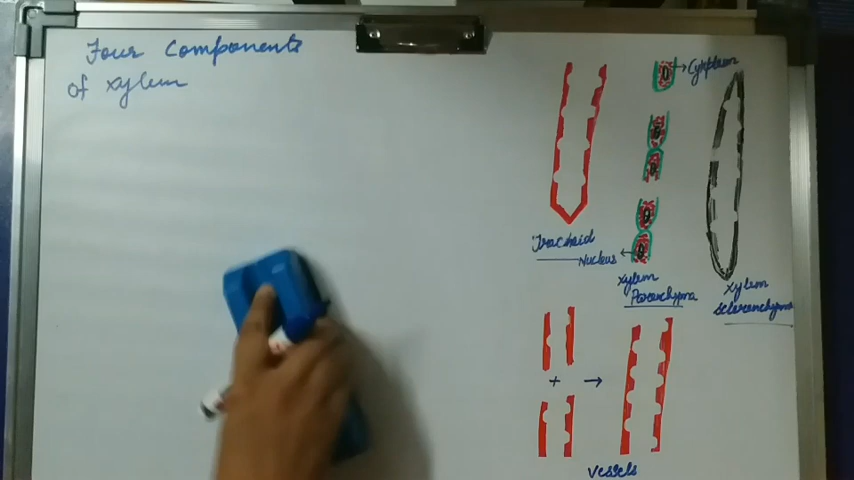 Four Components
of Xylem
Cytoplasm
Tracheid
Nucleus
Xylem
Parenchyma
Xylem
Sclerenchyma
+
Vessels